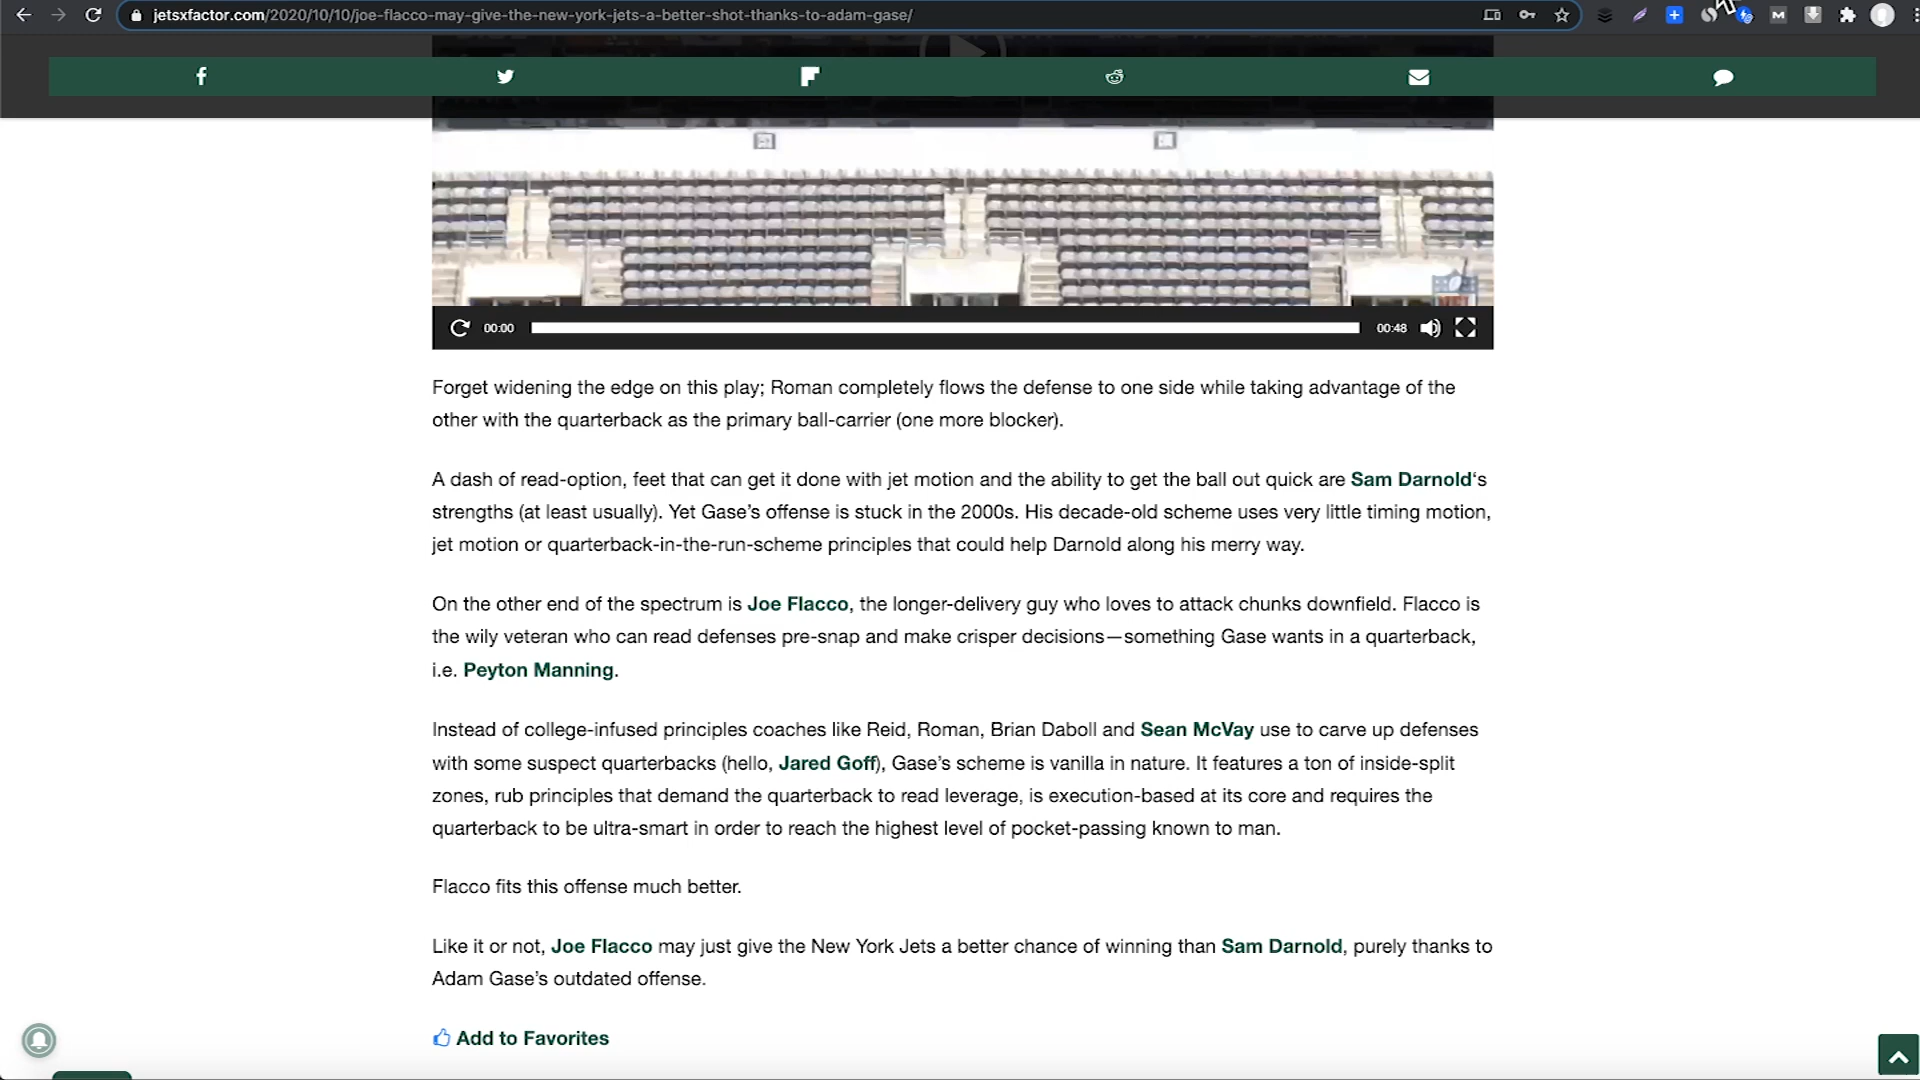 jetsxfactor.com/2020/10/10/joe-flacco-may-give-the-new-york-jets-a-better-shot-thanks-to-adam-gase/
00:00
00:48
Forget widening the edge on this play; Roman completely flows the defense to one side while taking advantage of the
other with the quarterback as the primary ball-carrier (one more blocker).
A dash of read-option, feet that can get it done with jet motion and the ability to get the ball out quick are Sam Darnold‘s
strengths (at least usually). Yet Gase’s offense is stuck in the 2000s. His decade-old scheme uses very little timing motion,
jet motion or quarterback-in-the-run-scheme principles that could help Darnold along his merry way.
On the other end of the spectrum is Joe Flacco, the longer-delivery guy who loves to attack chunks downfield. Flacco is
the wily veteran who can read defenses pre-snap and make crisper decisions—something Gase wants in a quarterback,
i.e. Peyton Manning.
Instead of college-infused principles coaches like Reid, Roman, Brian Daboll and Sean McVay use to carve up defenses
with some suspect quarterbacks (hello, Jared Goff), Gase’s scheme is vanilla in nature. It features a ton of inside-split
zones, rub principles that demand the quarterback to read leverage, is execution-based at its core and requires the
quarterback to be ultra-smart in order to reach the highest level of pocket-passing known to man.
Flacco fits this offense much better.
Like it or not, Joe Flacco may just give the New York Jets a better chance of winning than Sam Darnold, purely thanks to
Adam Gase’s outdated offense.
Add to Favorites